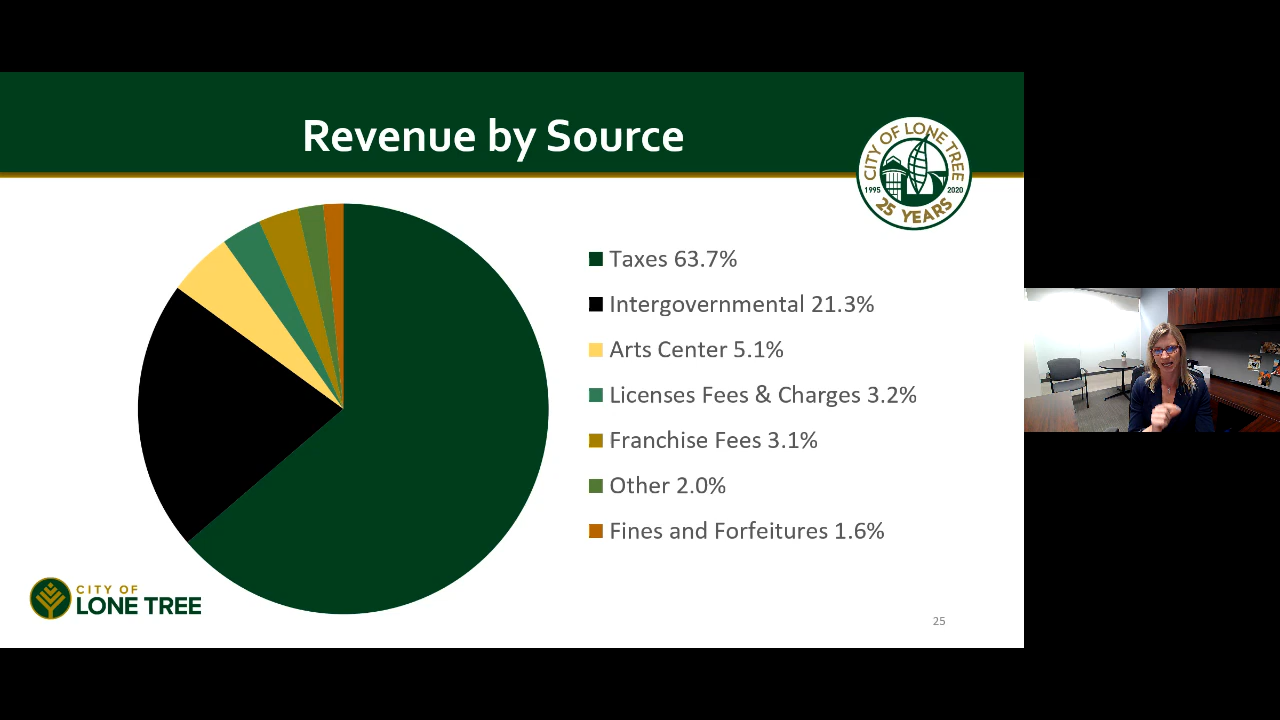 Revenue by Source
CITY OF LONE TREE
1995
2020
25 YEARS
Taxes 63.7%
Intergovernmental 21.3%
Arts Center 5.1%
Licenses Fees & Charges 3.2%
Franchise Fees 3.1%
Other 2.0%
Fines and Forfeitures 1.6%
CITY OF
LONE TREE
25